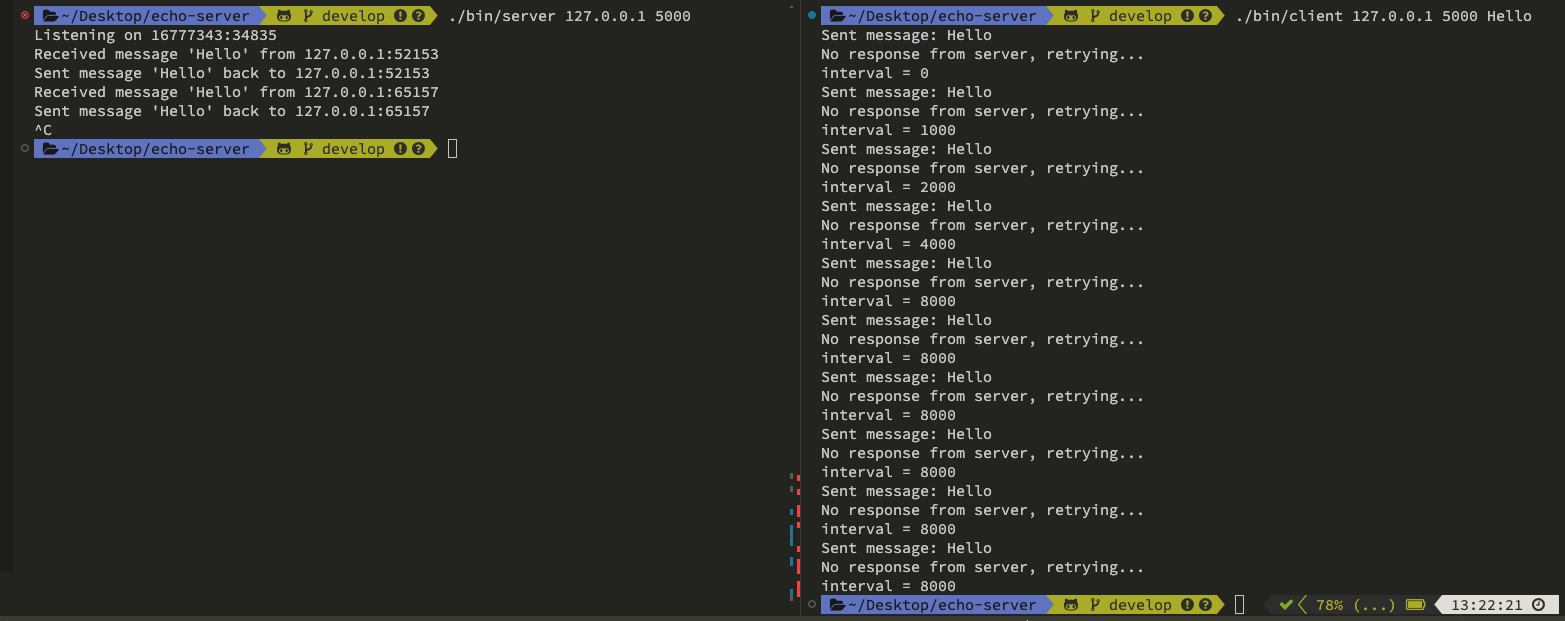 ~/Desktop/echo-server develop ./bin/server 127.0.0.1 5000
Listening on 16777343:34835
Received message 'Hello' from 127.0.0.1:52153
Sent message 'Hello' back to 127.0.0.1:52153
Received message 'Hello' from 127.0.0.1:65157
Sent message 'Hello' back to 127.0.0.1:65157
^C
~/Desktop/echo-server develop
~/Desktop/echo-server develop ./bin/client 127.0.0.1 5000 Hello
Sent message: Hello
No response from server, retrying...
interval = 0
Sent message: Hello
No response from server, retrying...
interval = 1000
Sent message: Hello
No response from server, retrying...
interval = 2000
Sent message: Hello
No response from server, retrying...
interval = 4000
Sent message: Hello
No response from server, retrying...
interval = 8000
Sent message: Hello
No response from server, retrying...
interval = 8000
Sent message: Hello
No response from server, retrying...
interval = 8000
Sent message: Hello
No response from server, retrying...
interval = 8000
Sent message: Hello
No response from server, retrying...
interval = 8000
Sent message: Hello
No response from server, retrying...
interval = 8000
~/Desktop/echo-server develop 78% (...) 13:22:21